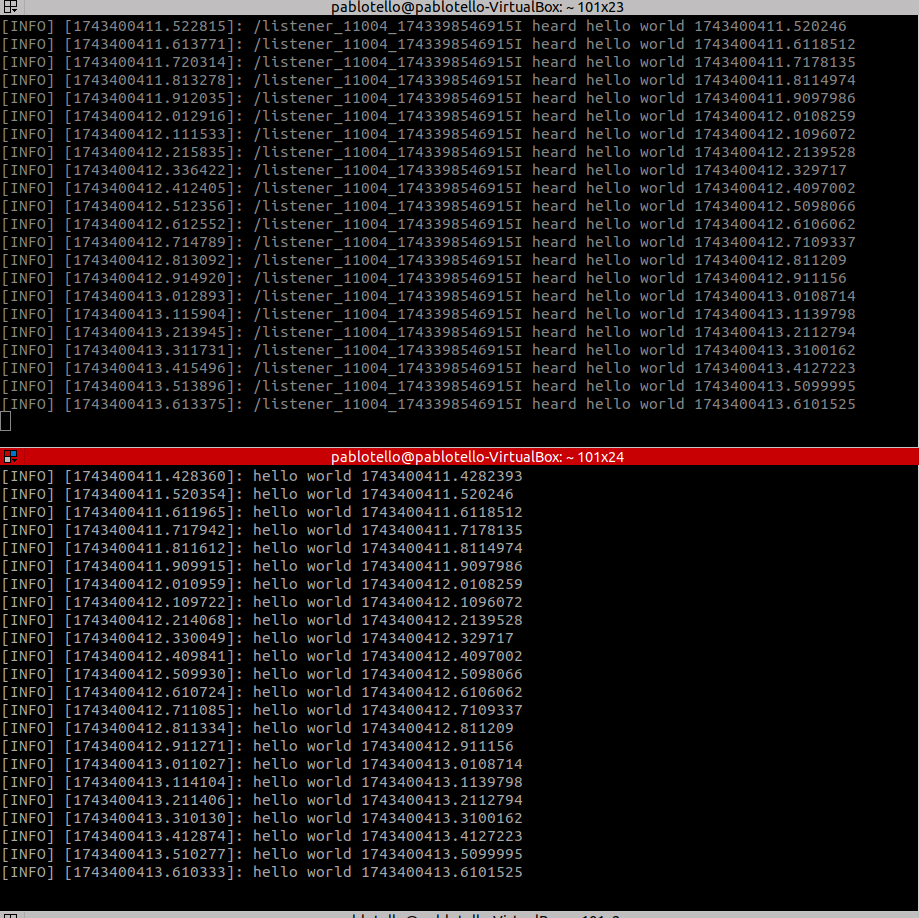 pablotello@pablotello-VirtualBox: ~ 101x23
[INFO] [1743400411.522815]: /listener_11004_1743398546915I heard hello world 1743400411.520246
[INFO] [1743400411.613771]: /listener_11004_1743398546915I heard hello world 1743400411.6118512
[INFO] [1743400411.720314]: /listener_11004_1743398546915I heard hello world 1743400411.7178135
[INFO] [1743400411.813278]: /listener_11004_1743398546915I heard hello world 1743400411.8114974
[INFO] [1743400411.912035]: /listener_11004_1743398546915I heard hello world 1743400411.9097986
[INFO] [1743400412.012916]: /listener_11004_1743398546915I heard hello world 1743400412.0108259
[INFO] [1743400412.111533]: /listener_11004_1743398546915I heard hello world 1743400412.1096072
[INFO] [1743400412.215835]: /listener_11004_1743398546915I heard hello world 1743400412.2139528
[INFO] [1743400412.336422]: /listener_11004_1743398546915I heard hello world 1743400412.329717
[INFO] [1743400412.412405]: /listener_11004_1743398546915I heard hello world 1743400412.4097002
[INFO] [1743400412.512356]: /listener_11004_1743398546915I heard hello world 1743400412.5098066
[INFO] [1743400412.612552]: /listener_11004_1743398546915I heard hello world 1743400412.6106062
[INFO] [1743400412.714789]: /listener_11004_1743398546915I heard hello world 1743400412.7109337
[INFO] [1743400412.813092]: /listener_11004_1743398546915I heard hello world 1743400412.811209
[INFO] [1743400412.914920]: /listener_11004_1743398546915I heard hello world 1743400412.911156
[INFO] [1743400413.012893]: /listener_11004_1743398546915I heard hello world 1743400413.0108714
[INFO] [1743400413.115904]: /listener_11004_1743398546915I heard hello world 1743400413.1139798
[INFO] [1743400413.213945]: /listener_11004_1743398546915I heard hello world 1743400413.2112794
[INFO] [1743400413.311731]: /listener_11004_1743398546915I heard hello world 1743400413.3100162
[INFO] [1743400413.415496]: /listener_11004_1743398546915I heard hello world 1743400413.4127223
[INFO] [1743400413.513896]: /listener_11004_1743398546915I heard hello world 1743400413.5099995
[INFO] [1743400413.613375]: /listener_11004_1743398546915I heard hello world 1743400413.6101525
pablotello@pablotello-VirtualBox: ~ 101x24
[INFO] [1743400411.428360]: hello world 1743400411.4282393
[INFO] [1743400411.520354]: hello world 1743400411.520246
[INFO] [1743400411.611965]: hello world 1743400411.6118512
[INFO] [1743400411.717942]: hello world 1743400411.7178135
[INFO] [1743400411.811612]: hello world 1743400411.8114974
[INFO] [1743400411.909915]: hello world 1743400411.9097986
[INFO] [1743400412.010959]: hello world 1743400412.0108259
[INFO] [1743400412.109722]: hello world 1743400412.1096072
[INFO] [1743400412.214068]: hello world 1743400412.2139528
[INFO] [1743400412.330049]: hello world 1743400412.329717
[INFO] [1743400412.409841]: hello world 1743400412.4097002
[INFO] [1743400412.509930]: hello world 1743400412.5098066
[INFO] [1743400412.610724]: hello world 1743400412.6106062
[INFO] [1743400412.711085]: hello world 1743400412.7109337
[INFO] [1743400412.811334]: hello world 1743400412.811209
[INFO] [1743400412.911271]: hello world 1743400412.911156
[INFO] [1743400413.011027]: hello world 1743400413.0108714
[INFO] [1743400413.114104]: hello world 1743400413.1139798
[INFO] [1743400413.211406]: hello world 1743400413.2112794
[INFO] [1743400413.310130]: hello world 1743400413.3100162
[INFO] [1743400413.412874]: hello world 1743400413.4127223
[INFO] [1743400413.510277]: hello world 1743400413.5099995
[INFO] [1743400413.610333]: hello world 1743400413.6101525